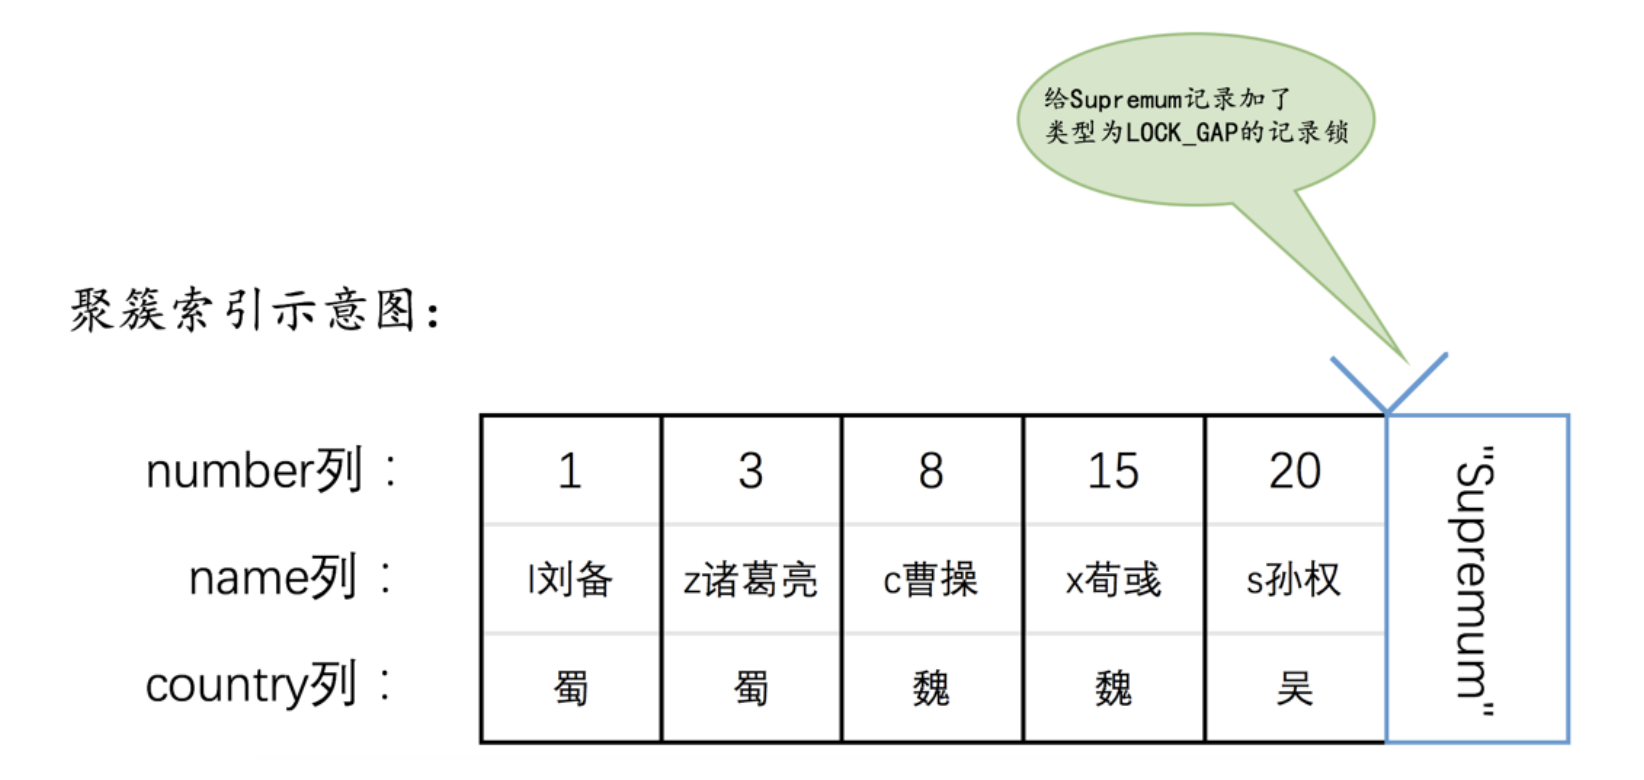 给Supremum记录加了
类型为LOCK_GAP的记录锁
聚簇索引示意图：
number列： 1 3 8 15 20 "Supremum"
name列： l刘备 z诸葛亮 c曹操 x荀彧 s孙权
country列： 蜀 蜀 魏 魏 吴